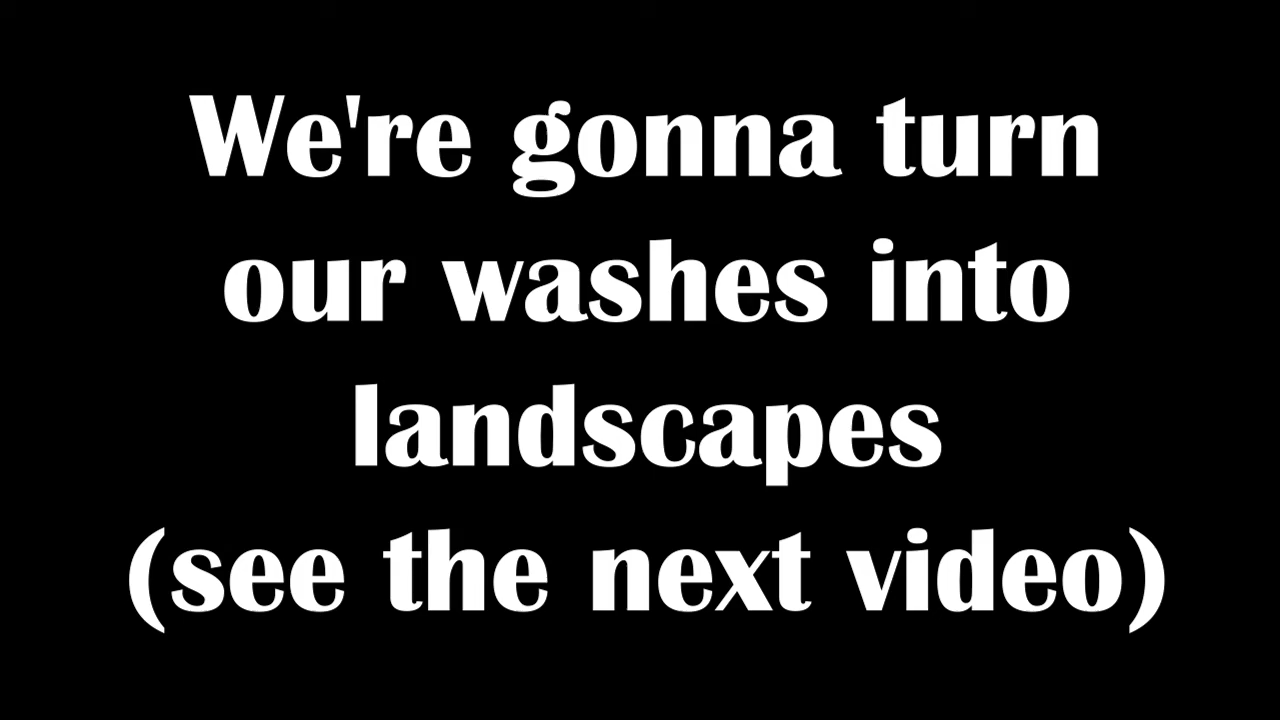 We're gonna turn
our washes into
landscapes
(see the next video)